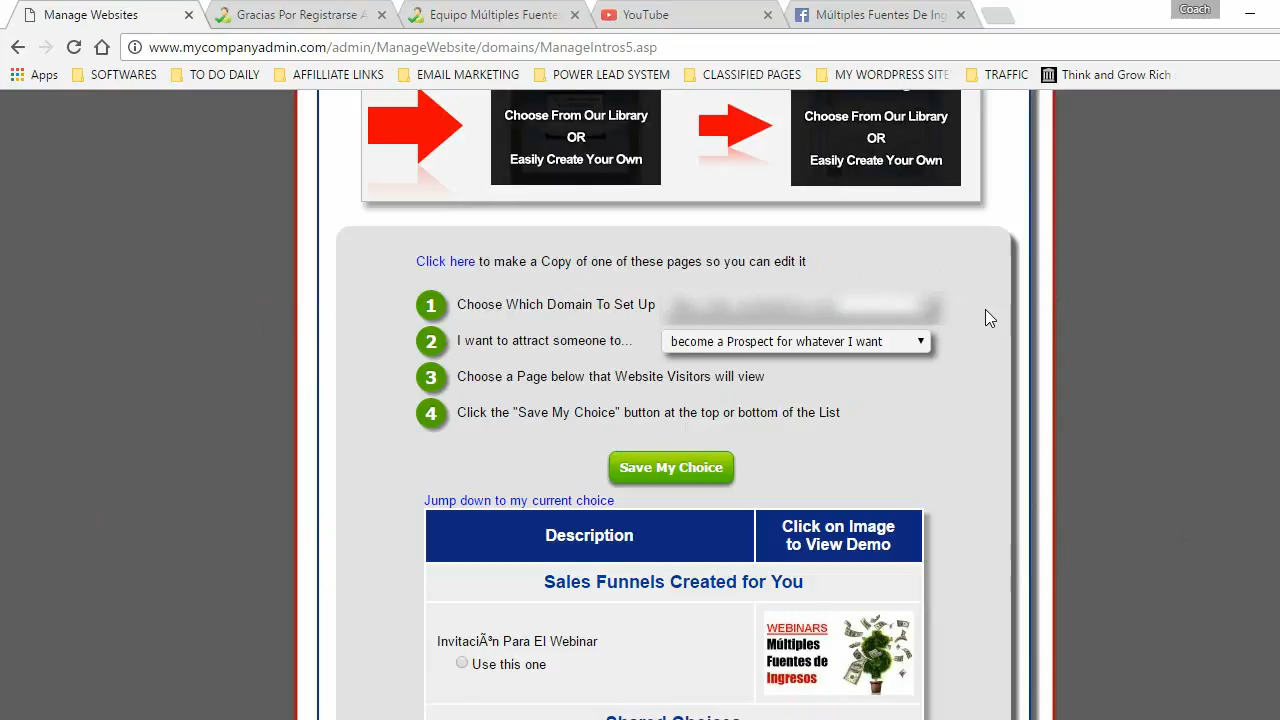 Manage Websites
Gracias Por Registrarse A
Equipo Múltiples Fuentes
YouTube
Múltiples Fuentes De Ing
Coach
www.mycompanyadmin.com/admin/ManageWebsite/domains/ManageIntros5.asp
Apps
SOFTWARES
TO DO DAILY
AFFILLIATE LINKS
EMAIL MARKETING
POWER LEAD SYSTEM
CLASSIFIED PAGES
MY WORDPRESS SITE
TRAFFIC
Think and Grow Rich
Choose From Our Library
OR
Easily Create Your Own
Choose From Our Library
OR
Easily Create Your Own
Click here to make a Copy of one of these pages so you can edit it
1 Choose Which Domain To Set Up
2 I want to attract someone to... become a Prospect for whatever I want
3 Choose a Page below that Website Visitors will view
4 Click the "Save My Choice" button at the top or bottom of the List
Save My Choice
Jump down to my current choice
Description
Click on Image
to View Demo
Sales Funnels Created for You
InvitaciÃ³n Para El Webinar
Use this one
WEBINARS
Múltiples
Fuentes de
Ingresos
Shared Choices